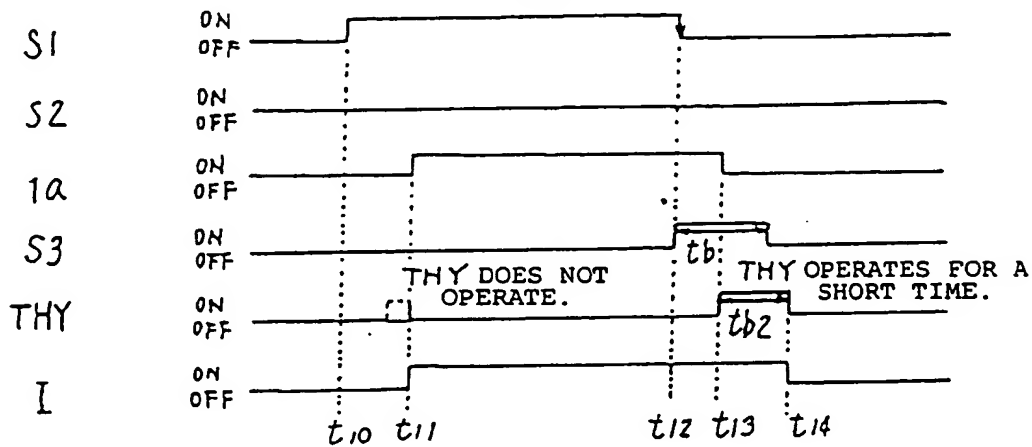 S1 ON
OFF
S2 ON
OFF
1a ON
OFF
S3 ON
OFF
tb
THY DOES NOT
OPERATE.
THY OPERATES FOR A
SHORT TIME.
THY ON
OFF
tb2
I ON
OFF
t10 t11 t12 t13 t14